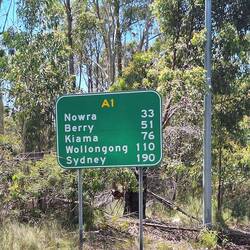 A1
Nowra 33
Berry 51
Kiama 76
Wollongong 110
Sydney 190